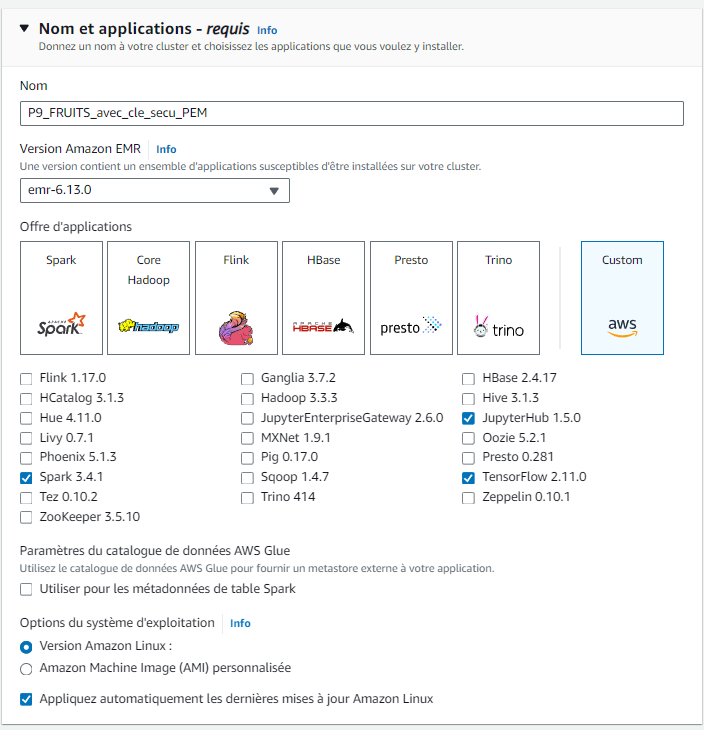 Nom et applications - requis Info
Donnez un nom à votre cluster et choisissez les applications que vous voulez y installer.
Nom
P9_FRUITS_avec_cle_secu_PEM
Version Amazon EMR Info
Une version contient un ensemble d'applications susceptibles d'être installées sur votre cluster.
emr-6.13.0
Offre d'applications
Spark Core Hadoop Flink HBase Presto Trino Custom
APACHE Spark hadoop APACHE HBASE presto trino aws
Flink 1.17.0 Ganglia 3.7.2 HBase 2.4.17
HCatalog 3.1.3 Hadoop 3.3.3 Hive 3.1.3
Hue 4.11.0 JupyterEnterpriseGateway 2.6.0 JupyterHub 1.5.0
Livy 0.7.1 MXNet 1.9.1 Oozie 5.2.1
Phoenix 5.1.3 Pig 0.17.0 Presto 0.281
Spark 3.4.1 Sqoop 1.4.7 TensorFlow 2.11.0
Tez 0.10.2 Trino 414 Zeppelin 0.10.1
ZooKeeper 3.5.10
Paramètres du catalogue de données AWS Glue
Utilisez le catalogue de données AWS Glue pour fournir un metastore externe à votre application.
Utiliser pour les métadonnées de table Spark
Options du système d'exploitation Info
Version Amazon Linux :
Amazon Machine Image (AMI) personnalisée
Appliquez automatiquement les dernières mises à jour Amazon Linux